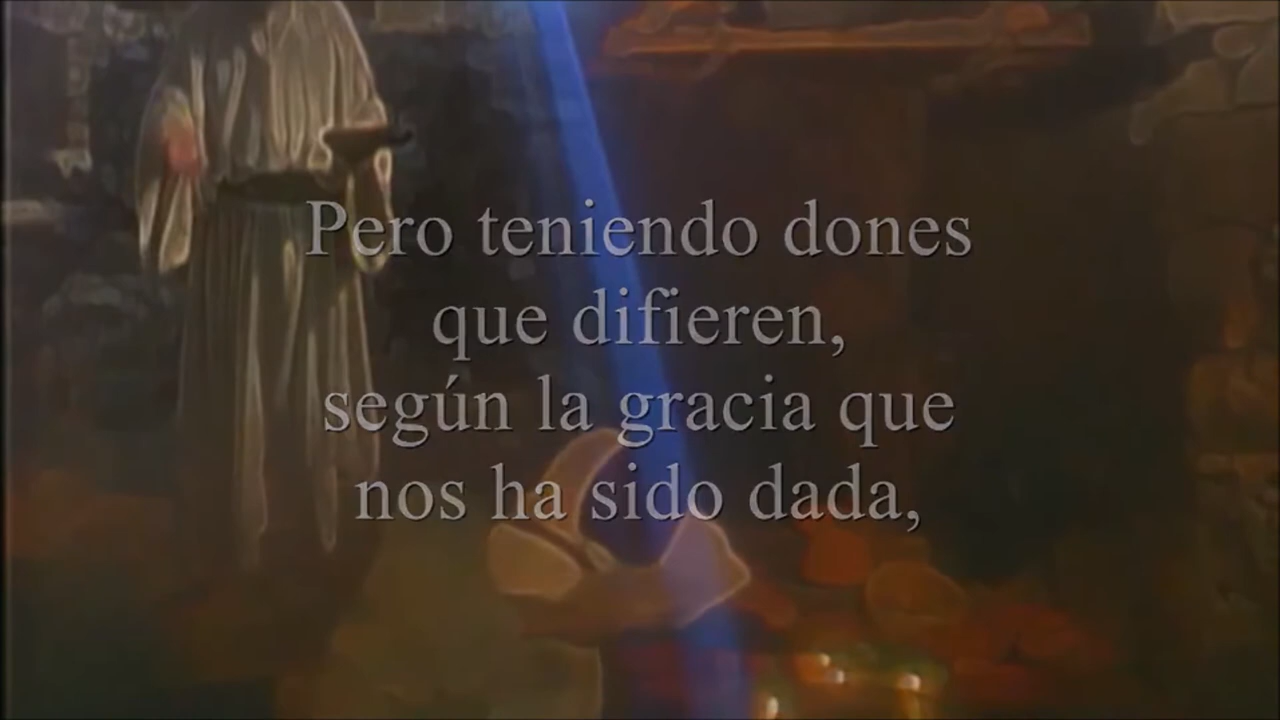 Pero teniendo dones
que difieren,
según la gracia que
nos ha sido dada,